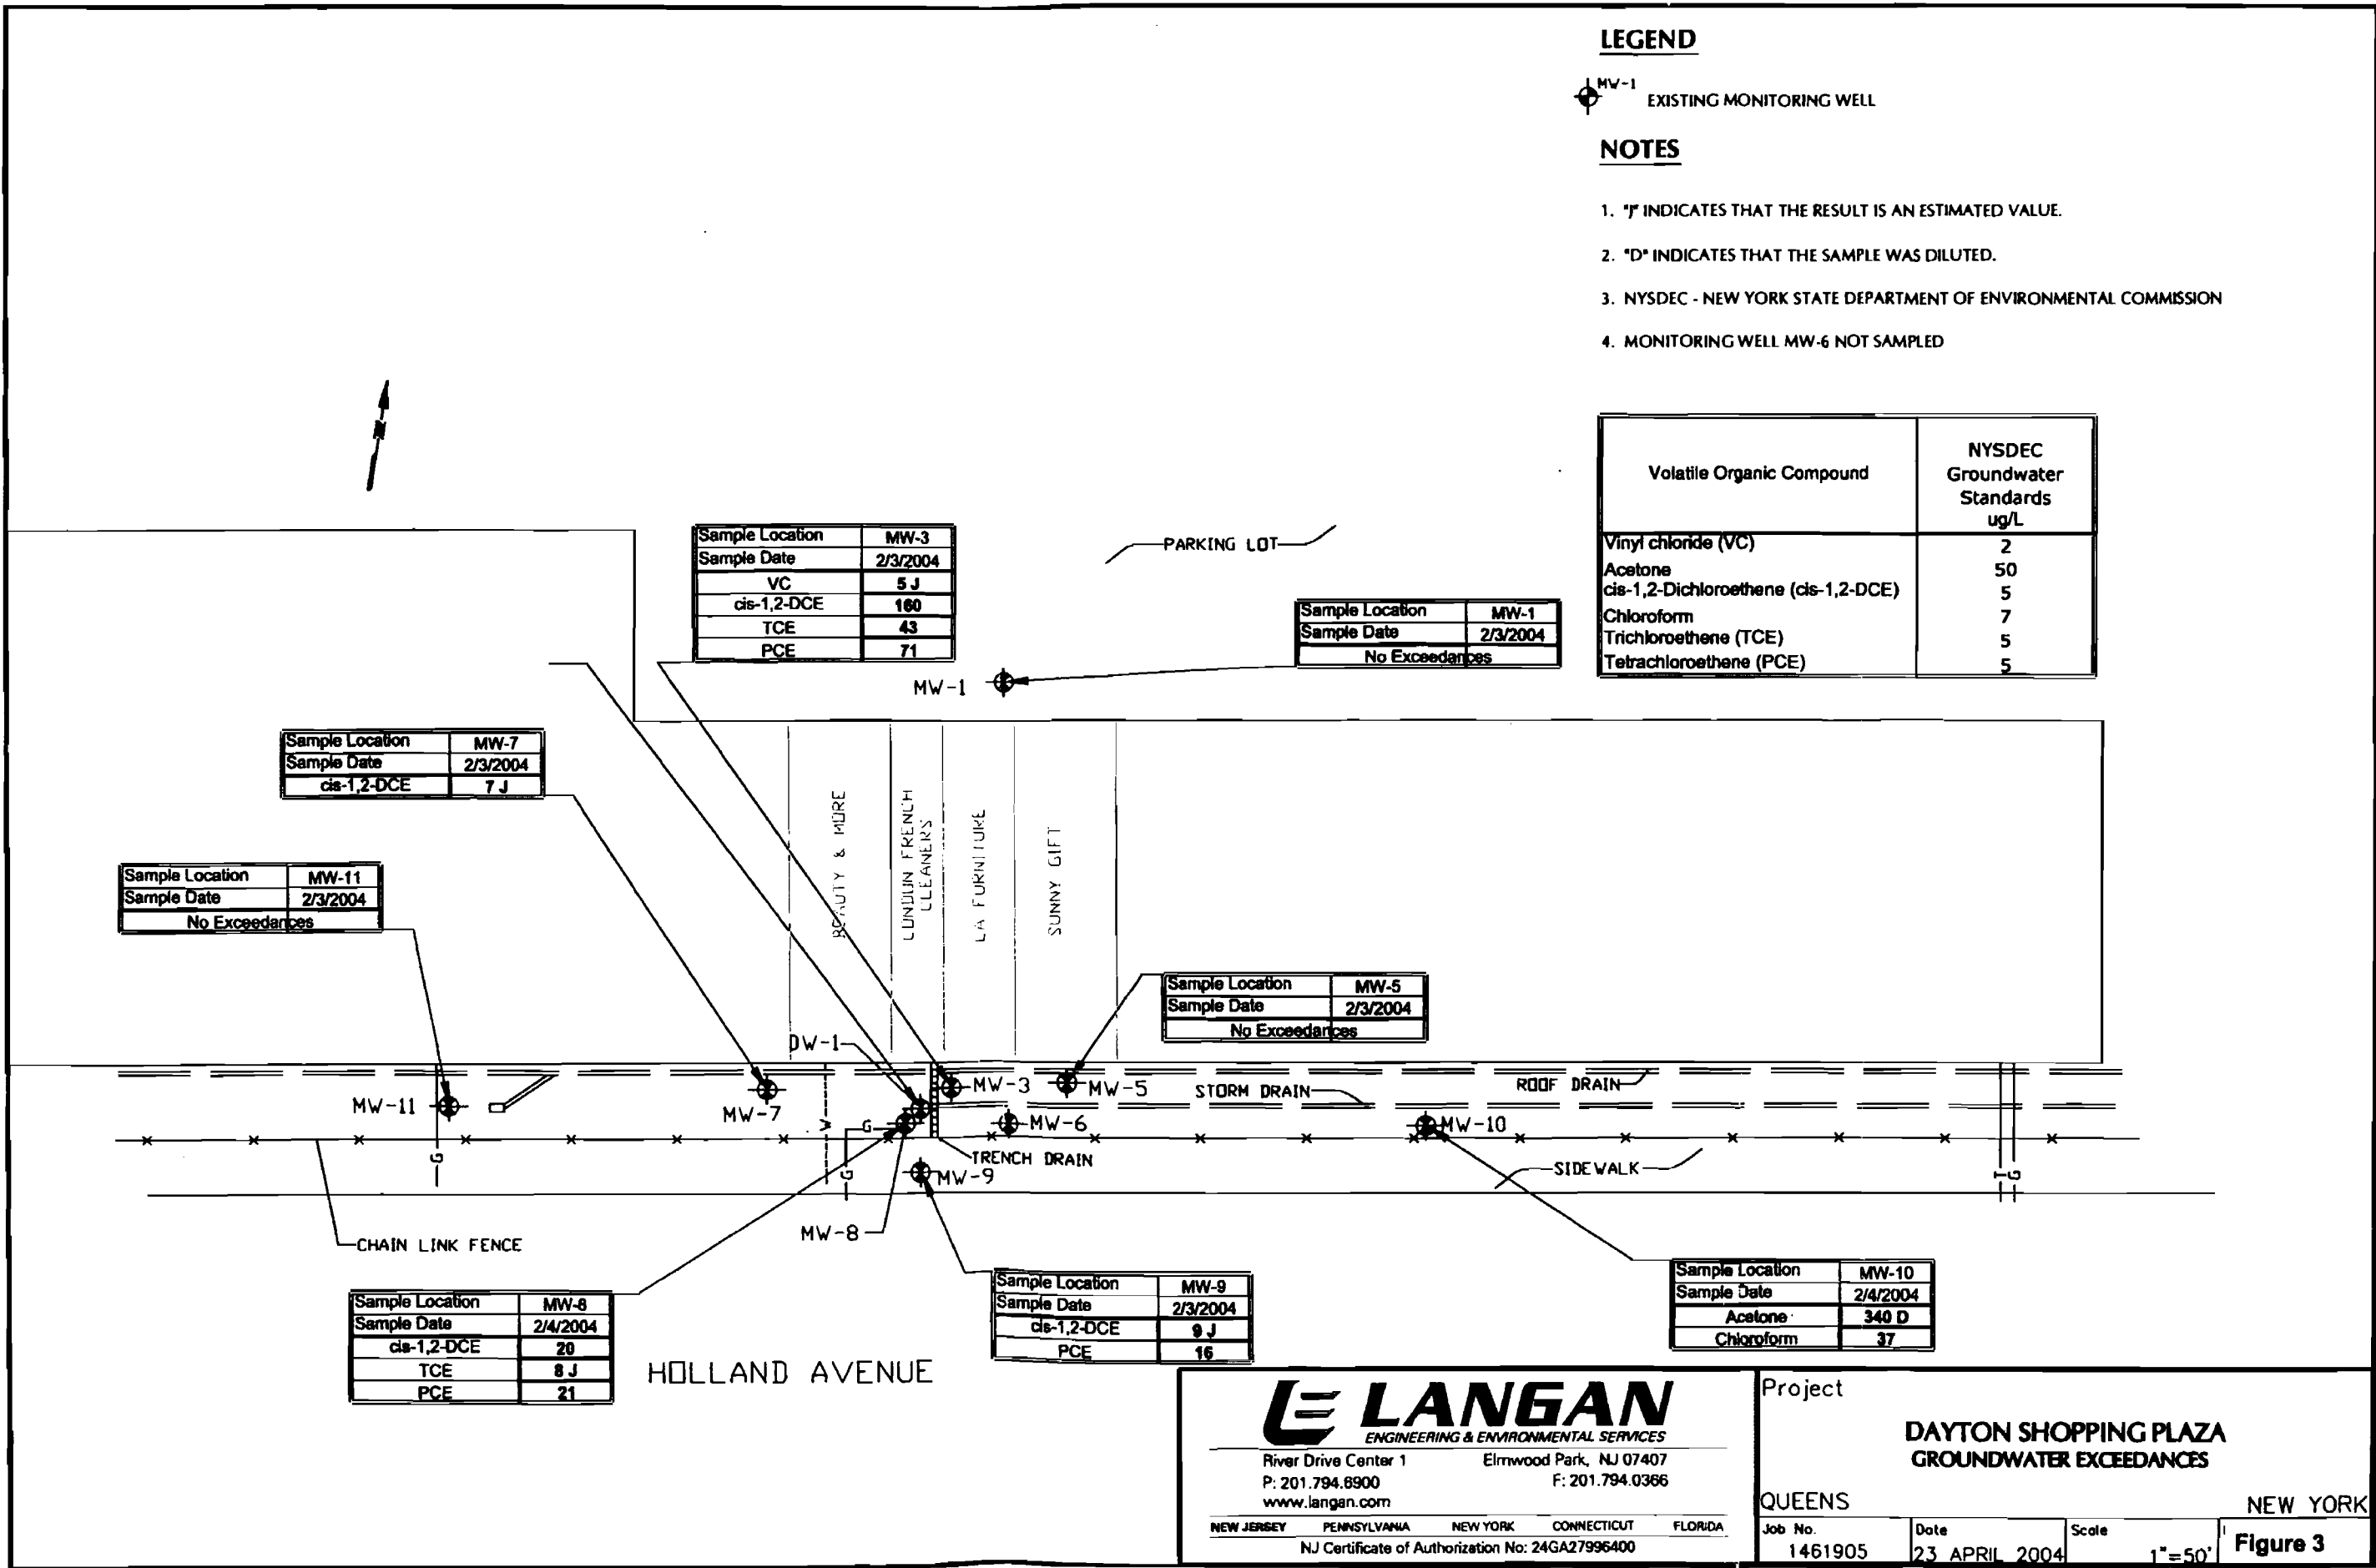 LEGEND
MW-1
EXISTING MONITORING WELL
NOTES
1. "J" INDICATES THAT THE RESULT IS AN ESTIMATED VALUE.
2. "D" INDICATES THAT THE SAMPLE WAS DILUTED.
3. NYSDEC - NEW YORK STATE DEPARTMENT OF ENVIRONMENTAL COMMISSION
4. MONITORING WELL MW-6 NOT SAMPLED
Volatile Organic Compound
NYSDEC
Groundwater
Standards
ug/L
Vinyl chloride (VC) 2
Acetone 50
cis-1,2-Dichloroethene (cis-1,2-DCE) 5
Chloroform 7
Trichloroethene (TCE) 5
Tetrachloroethene (PCE) 5
N
Sample Location MW-3
Sample Date 2/3/2004
VC 5 J
cis-1,2-DCE 160
TCE 43
PCE 71
PARKING LOT
Sample Location MW-1
Sample Date 2/3/2004
No Exceedances
MW-1
Sample Location MW-7
Sample Date 2/3/2004
cis-1,2-DCE 7 J
BEAUTY & MORE
LONDON FRENCH
CLEANERS
LA FURNITURE
SUNNY GIFT
Sample Location MW-11
Sample Date 2/3/2004
No Exceedances
Sample Location MW-5
Sample Date 2/3/2004
No Exceedances
DW-1
MW-11
MW-7
MW-3
MW-5
STORM DRAIN
ROOF DRAIN
MW-6
MW-10
G
W
G
G
TRENCH DRAIN
MW-9
SIDEWALK
T
G
MW-8
CHAIN LINK FENCE
Sample Location MW-8
Sample Date 2/4/2004
cis-1,2-DCE 20
TCE 8 J
PCE 21
HOLLAND AVENUE
Sample Location MW-9
Sample Date 2/3/2004
cis-1,2-DCE 9 J
PCE 16
Sample Location MW-10
Sample Date 2/4/2004
Acetone 340 D
Chloroform 37
LANGAN
ENGINEERING & ENVIRONMENTAL SERVICES
River Drive Center 1 Elmwood Park, NJ 07407
P: 201.794.6900 F: 201.794.0366
www.langan.com
NEW JERSEY PENNSYLVANIA NEW YORK CONNECTICUT FLORIDA
NJ Certificate of Authorization No: 24GA27996400
Project
DAYTON SHOPPING PLAZA
GROUNDWATER EXCEEDANCES
QUEENS NEW YORK
Job No.
1461905
Date
23 APRIL 2004
Scale
1"=50'
Figure 3